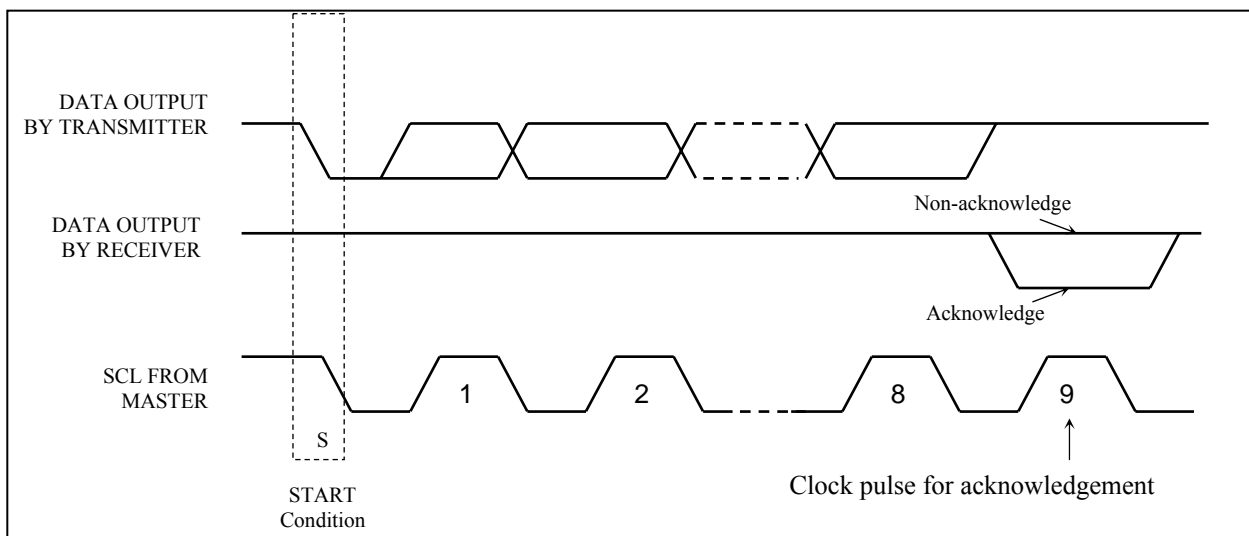 DATA OUTPUT
BY TRANSMITTER
Non-acknowledge
DATA OUTPUT
BY RECEIVER
Acknowledge
SCL FROM
MASTER
1
2
8
9
S
START
Condition
Clock pulse for acknowledgement